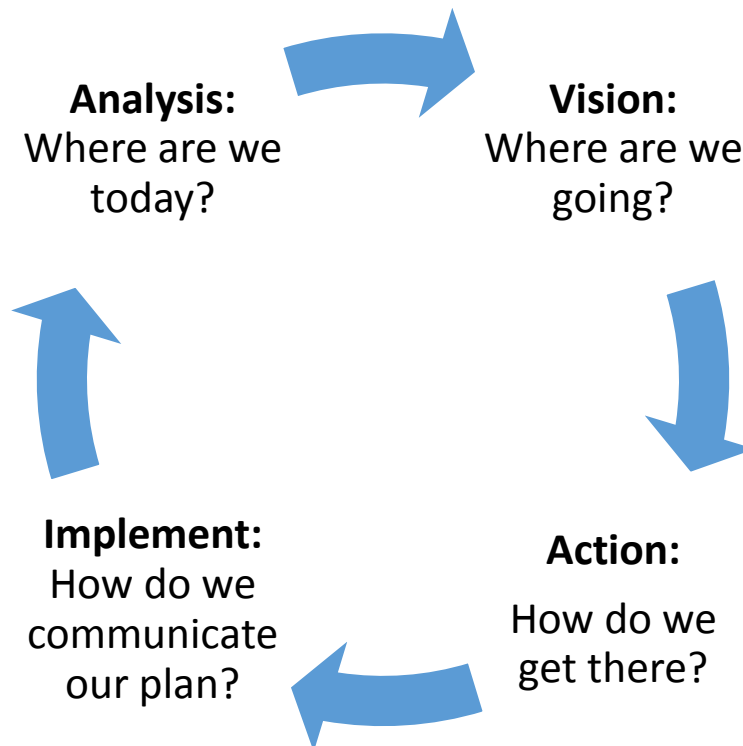 Analysis:
Where are we
today?
Vision:
Where are we
going?
Action:
How do we
get there?
Implement:
How do we
communicate
our plan?